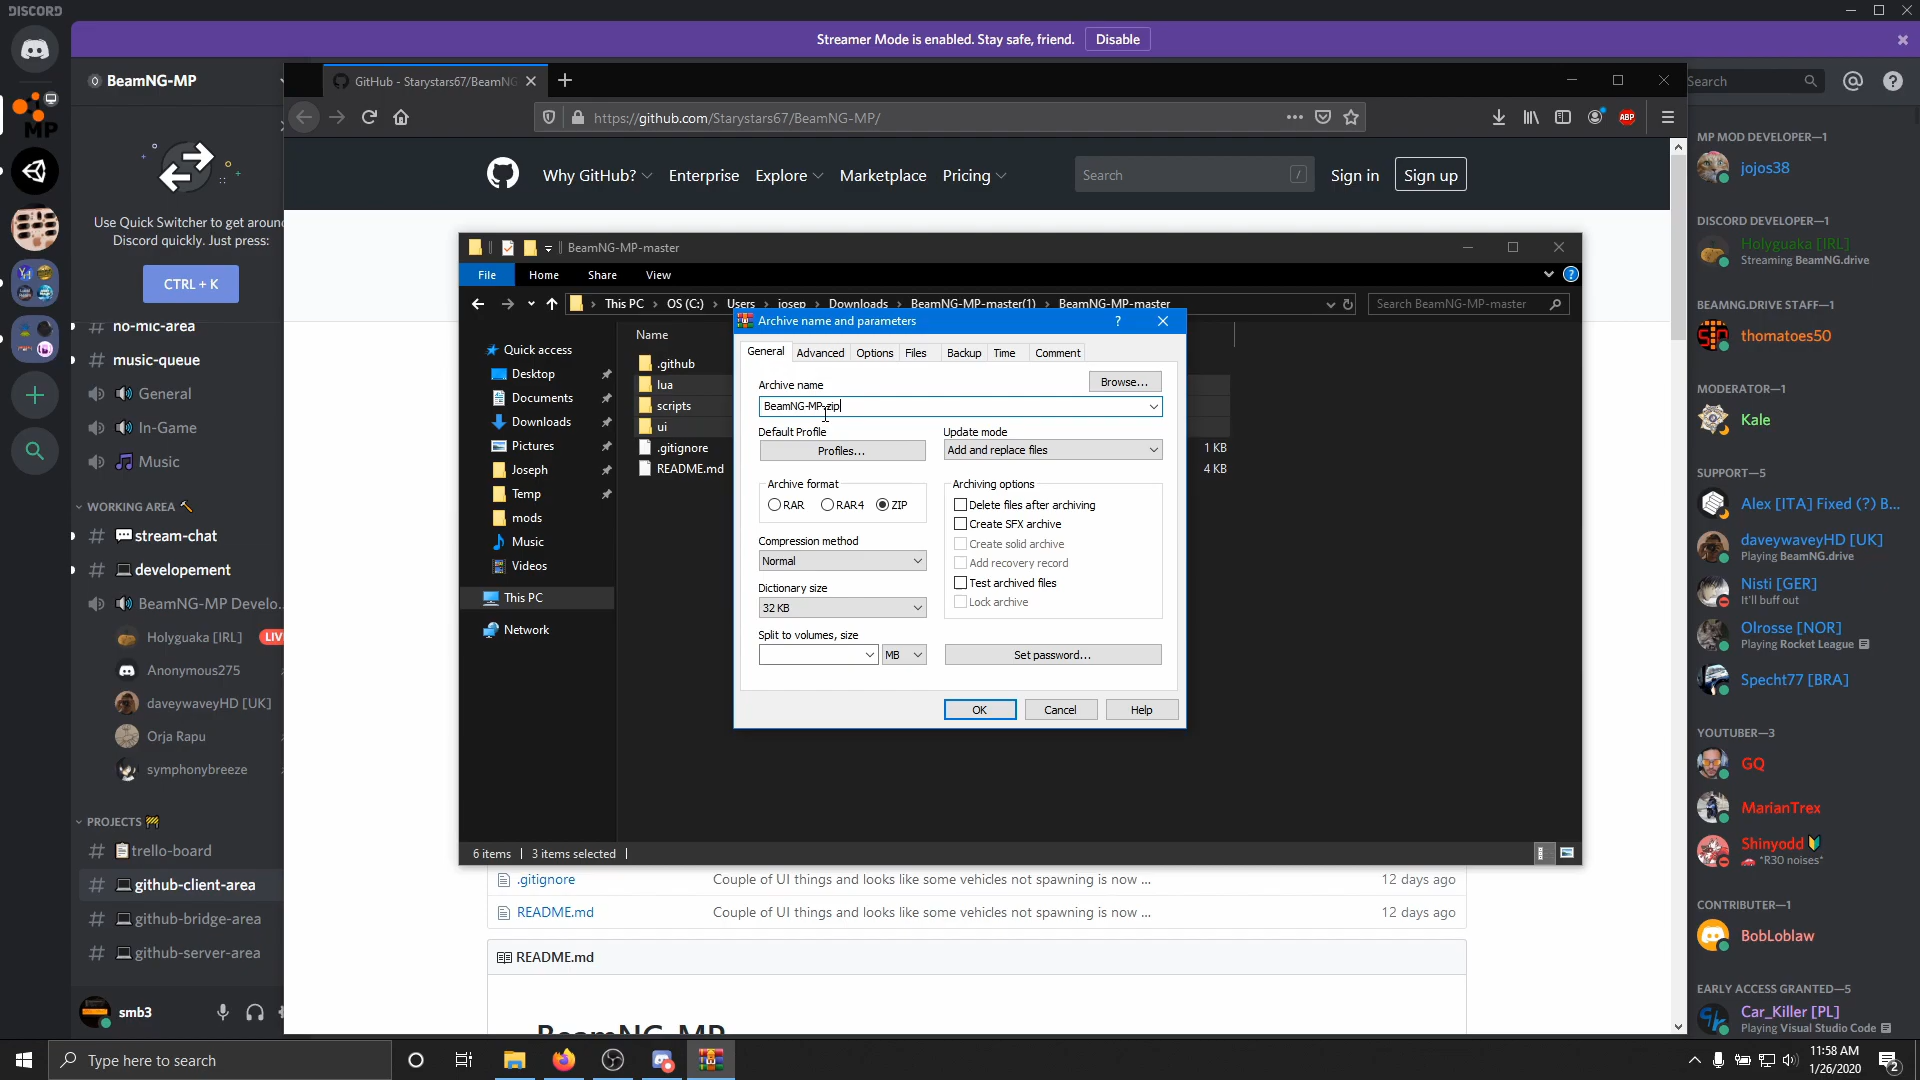 DISCORD
Streamer Mode is enabled. Stay safe, friend.
Disable
BeamNG-MP
MP
Use Quick Switcher to get around
Discord quickly. Just press:
CTRL + K
no-mic-area
music-queue
General
In-Game
Music
WORKING AREA
stream-chat
developement
BeamNG-MP Develo...
Holyguaka [IRL]
LIV
Anonymous275
daveywaveyHD [UK]
Orja Rapu
symphonybreeze
PROJECTS
trello-board
github-client-area
github-bridge-area
github-server-area
smb3
GitHub - Starystars67/BeamNG
https://github.com/Starystars67/BeamNG-MP/
ABP
Why GitHub?
Enterprise
Explore
Marketplace
Pricing
Search
/
Sign in
Sign up
BeamNG-MP-master
File
Home
Share
View
This PC
OS (C:)
Users
josep
Downloads
BeamNG-MP-master(1)
BeamNG-MP-master
Search BeamNG-MP-master
Quick access
Desktop
Documents
Downloads
Pictures
Joseph
Temp
mods
Music
Videos
This PC
Network
Name
.github
lua
scripts
ui
.gitignore
1 KB
README.md
4 KB
6 items
3 items selected
Archive name and parameters
?
General
Advanced
Options
Files
Backup
Time
Comment
Archive name
Browse...
BeamNG-MP-zip
Default Profile
Profiles...
Update mode
Add and replace files
Archive format
RAR
RAR4
ZIP
Archiving options
Delete files after archiving
Create SFX archive
Create solid archive
Add recovery record
Test archived files
Lock archive
Compression method
Normal
Dictionary size
32 KB
Split to volumes, size
MB
Set password...
OK
Cancel
Help
.gitignore
Couple of UI things and looks like some vehicles not spawning is now ...
12 days ago
README.md
Couple of UI things and looks like some vehicles not spawning is now ...
12 days ago
README.md
BeamNG-MP
Search
MP MOD DEVELOPER—1
jojos38
DISCORD DEVELOPER—1
Holyguaka [IRL]
Streaming BeamNG.drive
BEAMNG.DRIVE STAFF—1
thomatoes50
MODERATOR—1
Kale
SUPPORT—5
Alex [ITA] Fixed (?) B...
daveywaveyHD [UK]
Playing BeamNG.drive
Nisti [GER]
It'll buff out
Olrosse [NOR]
Playing Rocket League
Specht77 [BRA]
YOUTUBER—3
GQ
MarianTrex
Shinyodd
*R30 noises*
CONTRIBUTER—1
BobLoblaw
EARLY ACCESS GRANTED—5
Car_Killer [PL]
Playing Visual Studio Code
Type here to search
11:58 AM
1/26/2020
2